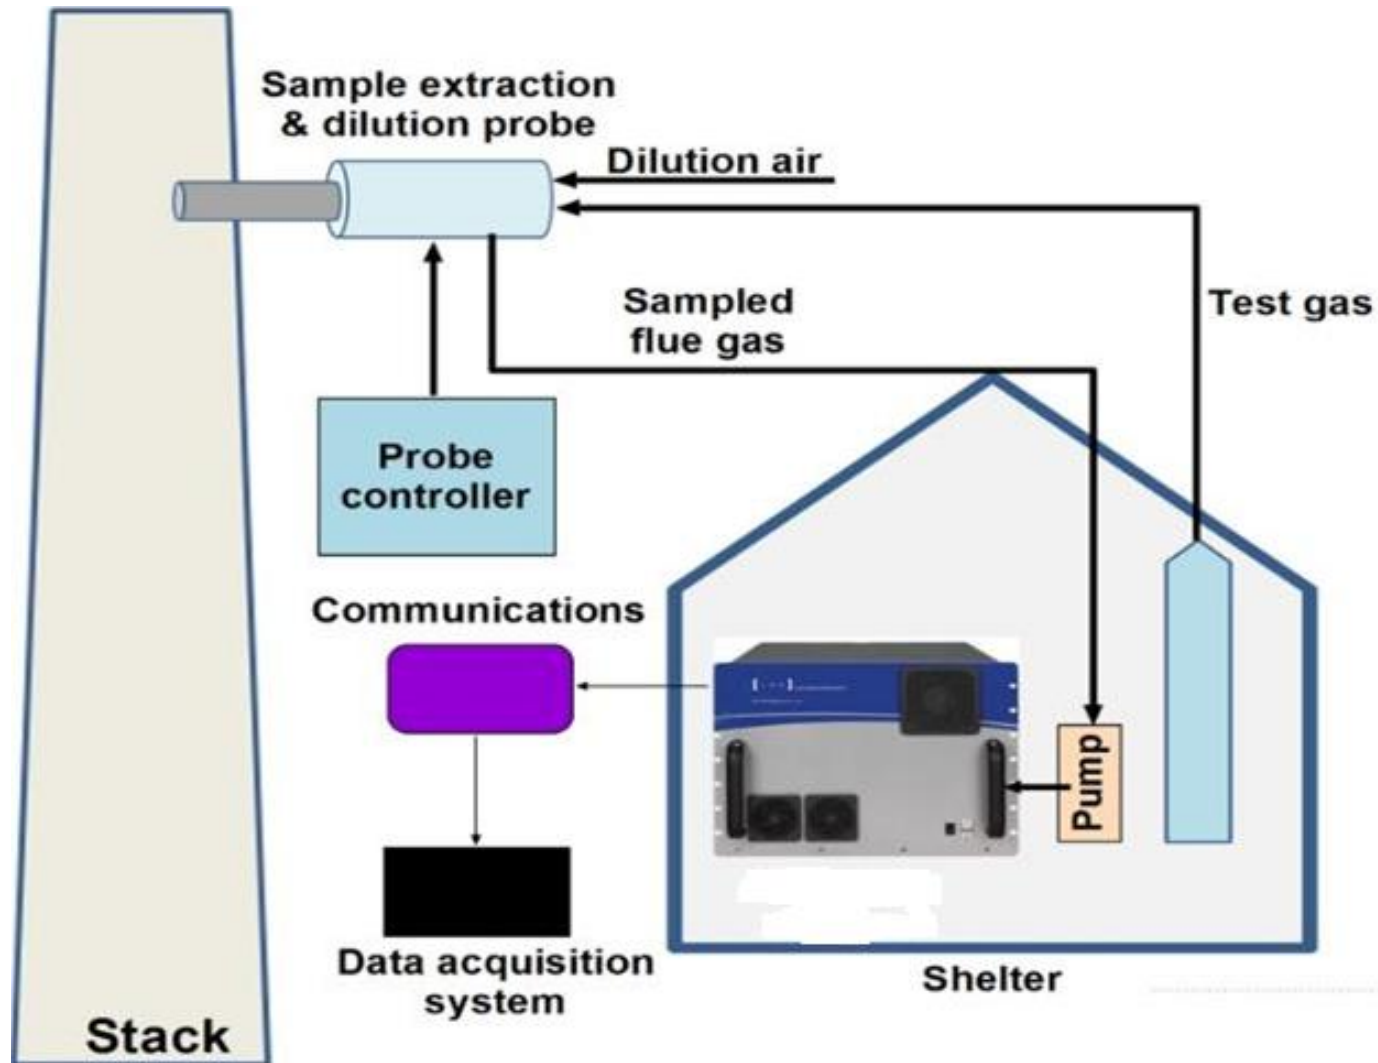 Sample extraction
& dilution probe
Dilution air
Sampled
flue gas
Test gas
Probe
controller
Communications
Pump
Data acquisition
system
Shelter
Stack